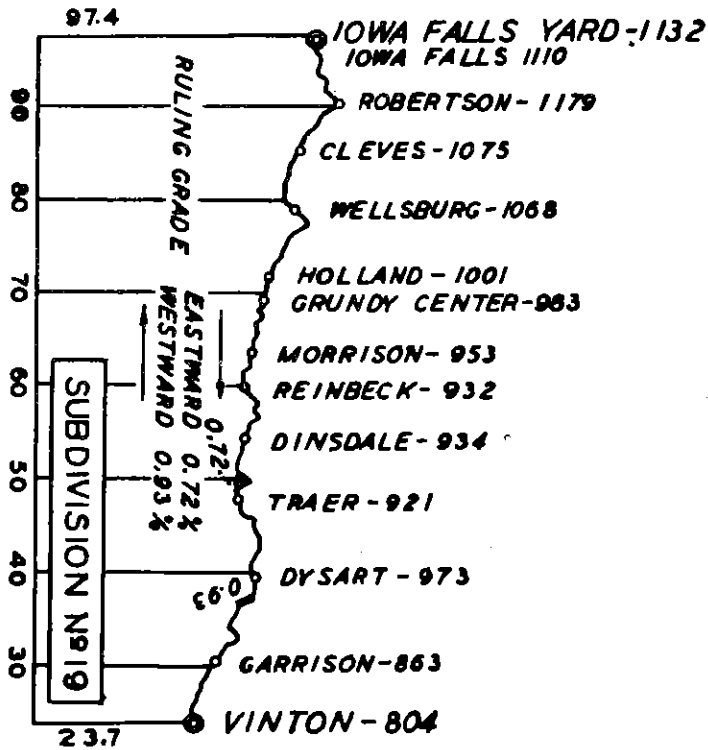 97.4
IOWA FALLS YARD-1132
IOWA FALLS 1110
90
ROBERTSON-1179
CLEVES-1075
80
WELLSBURG-1068
HOLLAND-1001
70
GRUNDY CENTER-983
MORRISON-953
60
REINBECK-932
DINSDALE-934
50
TRAER-921
40
DYSART-973
30
GARRISON-863
VINTON-804
23.7
RULING GRADE
EASTWARD 0.72%
WESTWARD 0.93%
0.72
0.93
SUBDIVISION Nº 19